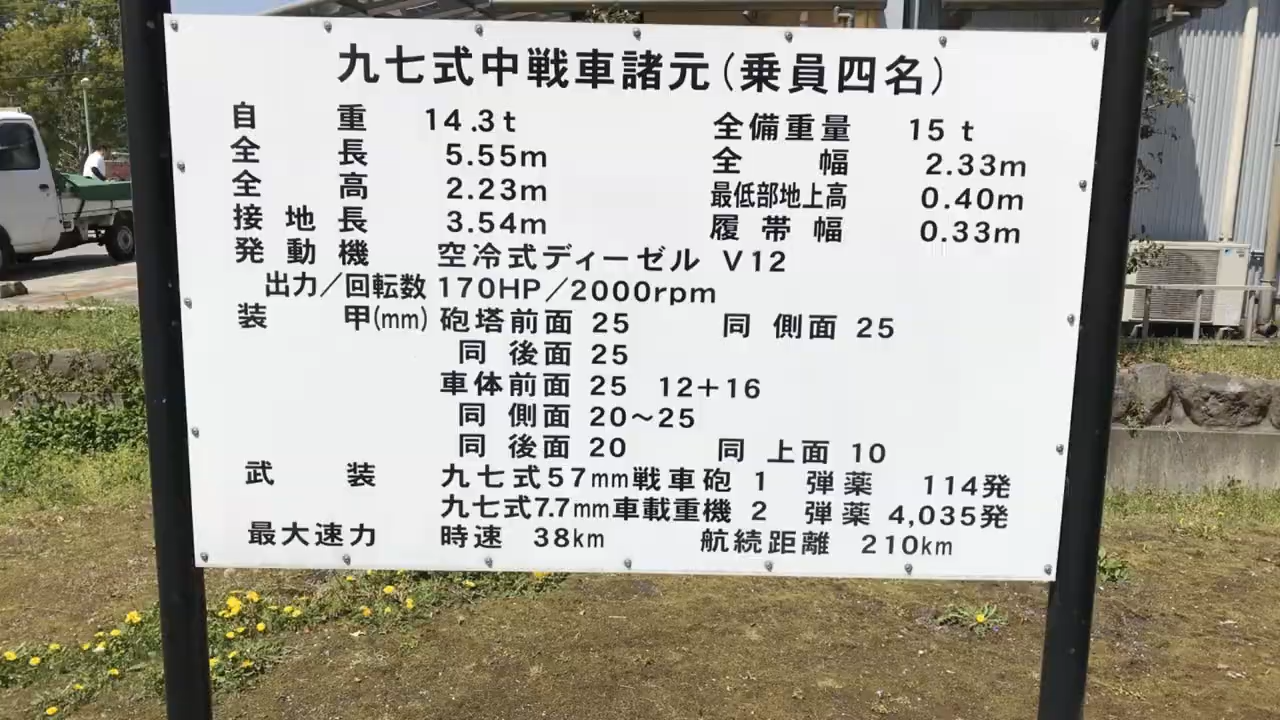 九七式中戦車諸元(乗員四名)
自重 14.3t 全備重量 15t
全長 5.55m 全幅 2.33m
全高 2.23m 最低部地上高 0.40m
接地長 3.54m 履帯幅 0.33m
発動機 空冷式ディーゼル V12
出力/回転数 170HP/2000rpm
装甲(mm) 砲塔前面 25 同側面 25
同後面 25
車体前面 25 12+16
同側面 20~25
同後面 20 同上面 10
武装 九七式57mm戦車砲 1 弾薬 114発
九七式7.7mm車載重機 2 弾薬 4,035発
最大速力 時速 38km 航続距離 210km